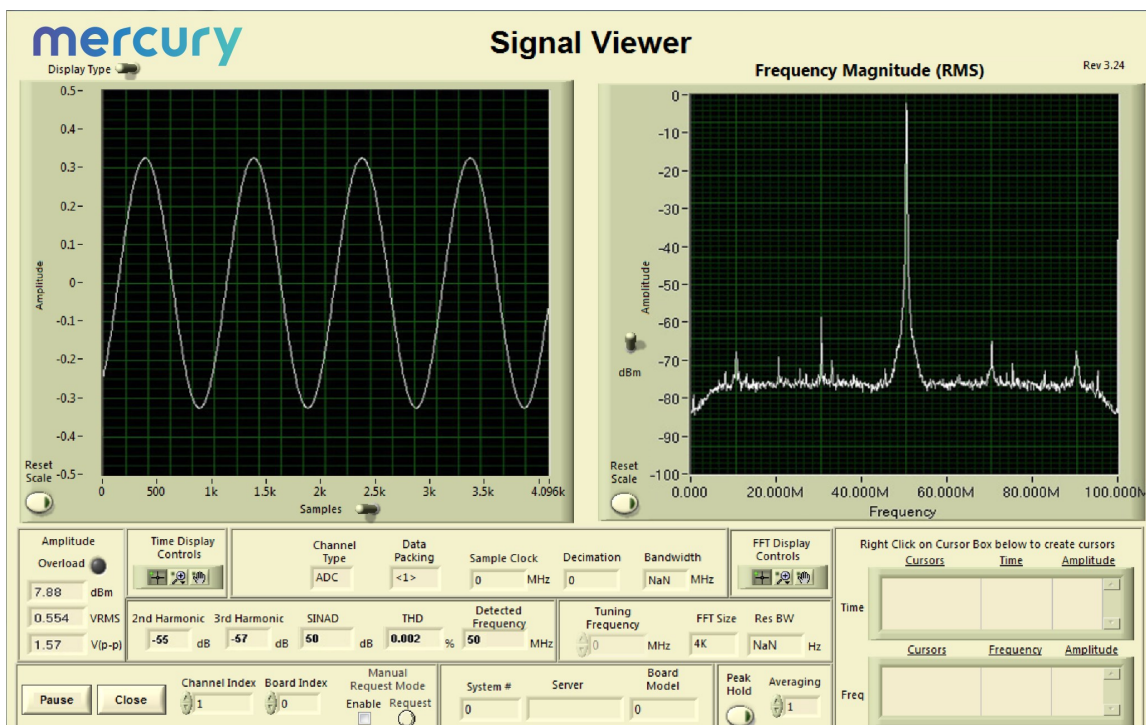 mercury
Signal Viewer
Display Type
Frequency Magnitude (RMS)
Rev 3.24
0.5
0.4
0.3
0.2
0.1
0
-0.1
-0.2
-0.3
-0.4
-0.5
Amplitude
0 500 1k 1.5k 2k 2.5k 3k 3.5k 4.096k
Samples
Reset
Scale
0
-10
-20
-30
-40
-50
-60
-70
-80
-90
-100
Amplitude
dBm
0.000 20.000M 40.000M 60.000M 80.000M 100.000M
Frequency
Reset
Scale
Amplitude
Overload
7.88 dBm
0.554 VRMS
1.57 V(p-p)
Time Display
Controls
Channel
Type
ADC
Data
Packing
<1>
Sample Clock
0 MHz
Decimation
0
Bandwidth
NaN MHz
FFT Display
Controls
2nd Harmonic
-55 dB
3rd Harmonic
-57 dB
SINAD
50 dB
THD
0.002 %
Detected
Frequency
50 MHz
Tuning
Frequency
0 MHz
FFT Size
4K
Res BW
NaN Hz
Pause
Close
Channel Index
1
Board Index
0
Manual
Request Mode
Enable Request
System #
0
Server
Board
Model
0
Peak
Hold
Averaging
1
Right Click on Cursor Box below to create cursors
Cursors Time Amplitude
Time
Cursors Frequency Amplitude
Freq